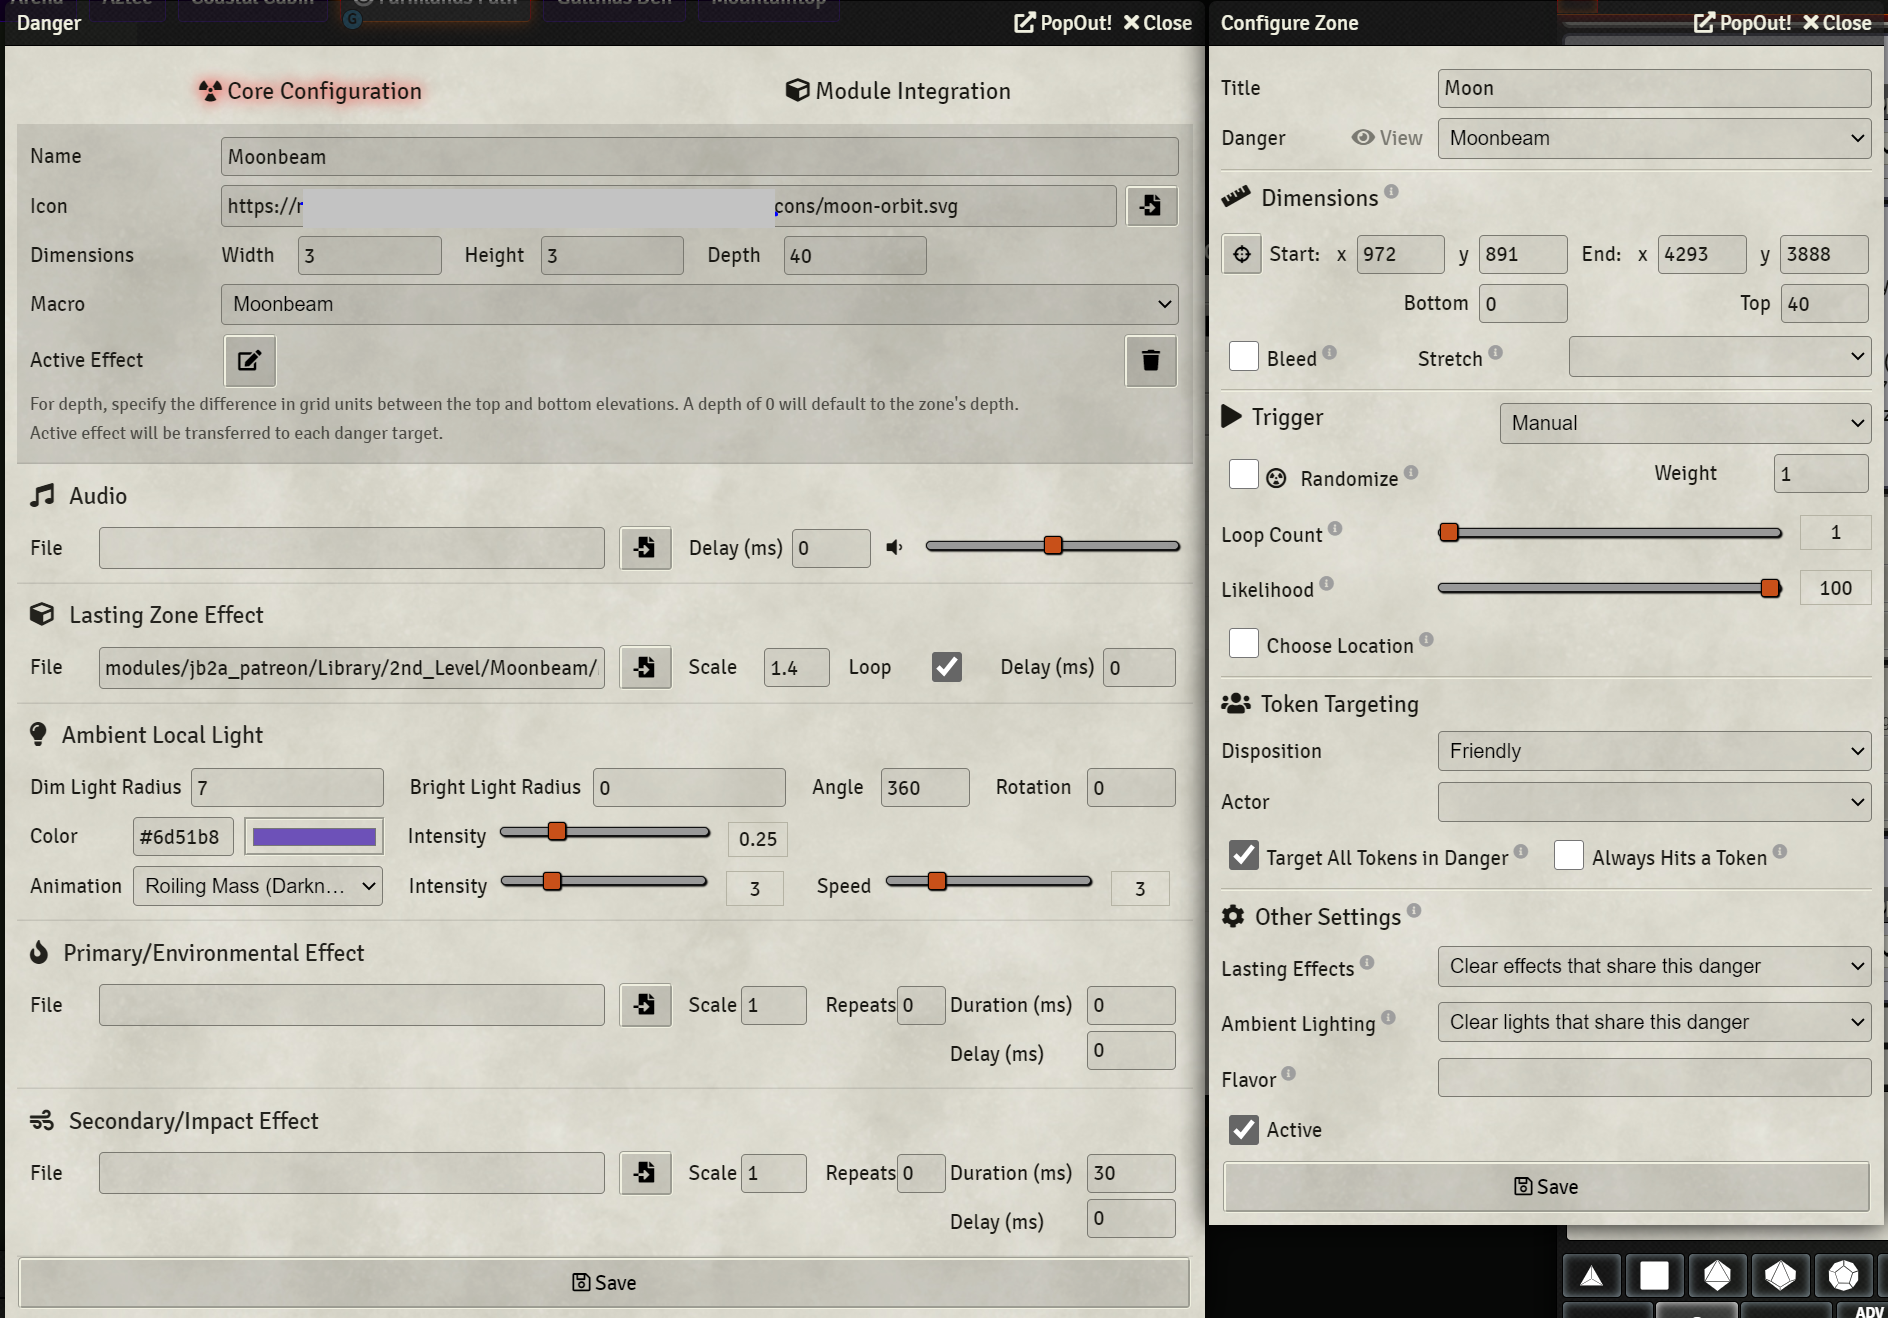 Arena Aztec Coastal Cabin Farmlands Path Mountaintop
G
Danger
PopOut! Close
Core Configuration
Module Integration
Name Moonbeam
Icon https:// cons/moon-orbit.svg
Dimensions Width 3 Height 3 Depth 40
Macro Moonbeam
Active Effect
For depth, specify the difference in grid units between the top and bottom elevations. A depth of 0 will default to the zone's depth.
Active effect will be transferred to each danger target.
Audio
File Delay (ms) 0
Lasting Zone Effect
File modules/jb2a_patreon/Library/2nd_Level/Moonbeam/ Scale 1.4 Loop Delay (ms) 0
Ambient Local Light
Dim Light Radius 7 Bright Light Radius 0 Angle 360 Rotation 0
Color #6d51b8 Intensity 0.25
Animation Roiling Mass (Darkn... Intensity 3 Speed 3
Primary/Environmental Effect
File Scale 1 Repeats 0 Duration (ms) 0
Delay (ms) 0
Secondary/Impact Effect
File Scale 1 Repeats 0 Duration (ms) 30
Delay (ms) 0
Save
Configure Zone
PopOut! Close
Title Moon
Danger View Moonbeam
Dimensions
Start: x 972 y 891 End: x 4293 y 3888
Bottom 0 Top 40
Bleed Stretch
Trigger Manual
Randomize Weight 1
Loop Count 1
Likelihood 100
Choose Location
Token Targeting
Disposition Friendly
Actor
Target All Tokens in Danger Always Hits a Token
Other Settings
Lasting Effects Clear effects that share this danger
Ambient Lighting Clear lights that share this danger
Flavor
Active
Save
ADV